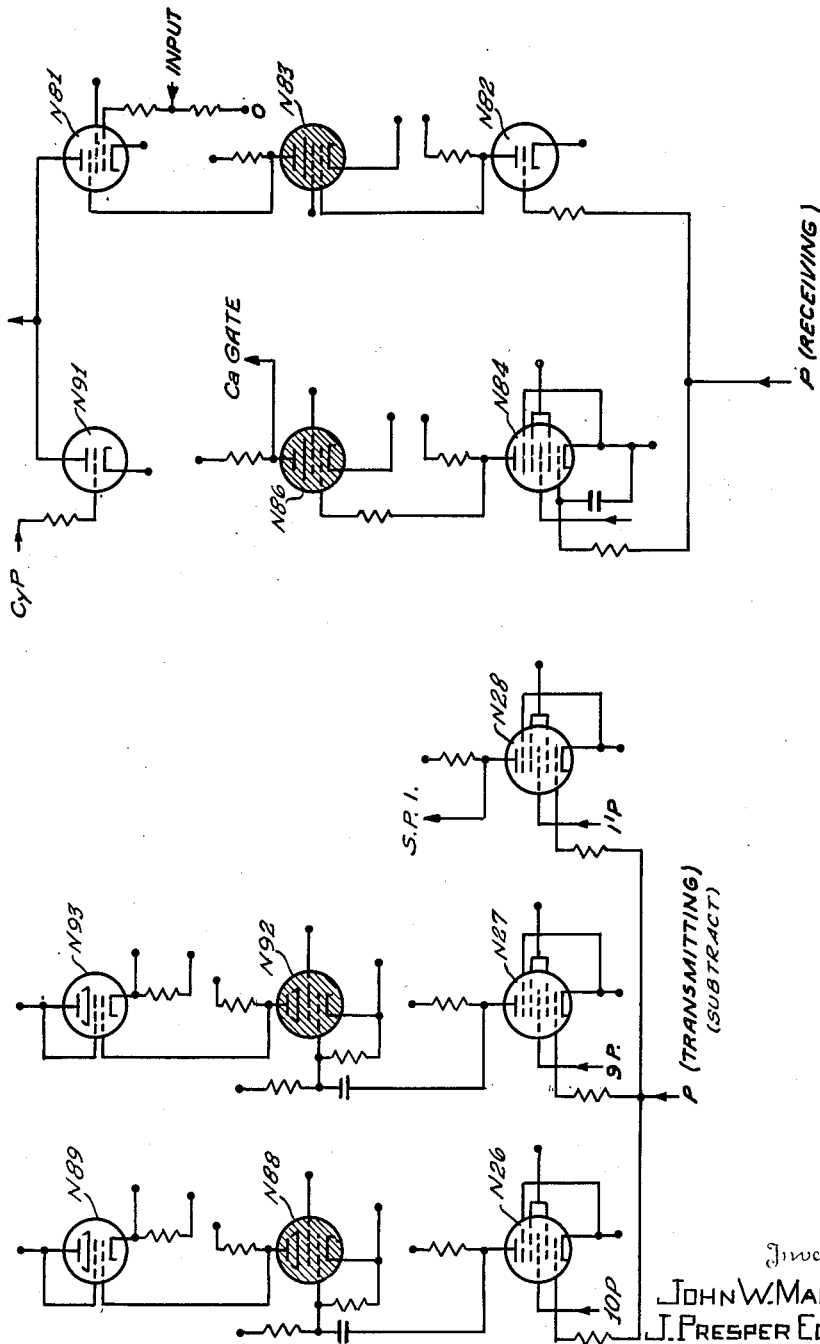 N81
INPUT
O
N83
N82
P (RECEIVING)
N91
CyP
Ca GATE
N86
N84
S.P. 1.
N28
1'P
N93
N92
N27
9P.
P (TRANSMITTING)
(SUBTRACT)
N89
N88
N26
10P
JOHN W. MA
J. PRESPER E